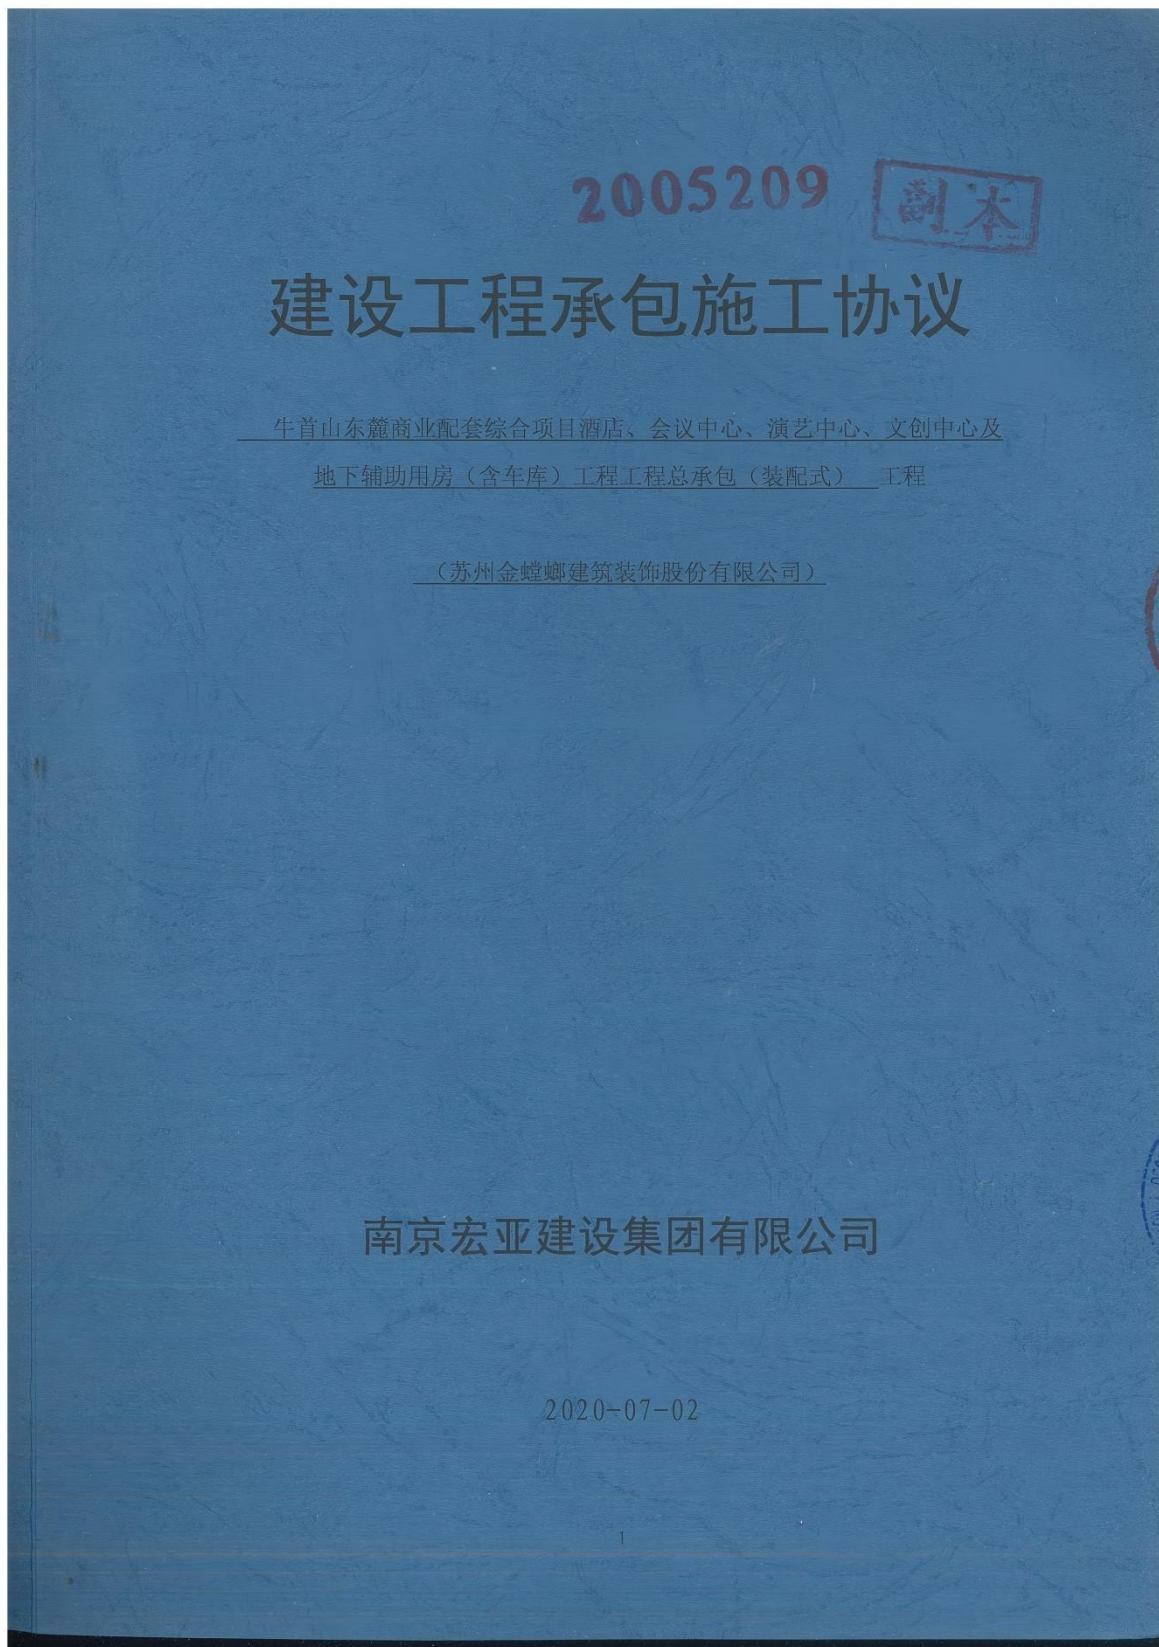 2005209 副本
建设工程承包施工协议
牛首山东麓商业配套综合项目酒店、会议中心、演艺中心、文创中心及
地下辅助用房（含车库）工程工程总承包（装配式） 工程
（苏州金螳螂建筑装饰股份有限公司）
南京宏亚建设集团有限公司
2020-07-02
1